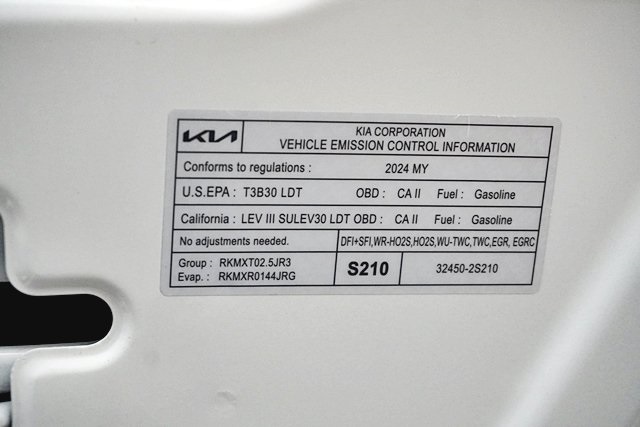 KIA
KIA CORPORATION
VEHICLE EMISSION CONTROL INFORMATION
Conforms to regulations : 2024 MY
U.S.EPA : T3B30 LDT OBD : CA II Fuel : Gasoline
California : LEV III SULEV30 LDT OBD : CA II Fuel : Gasoline
No adjustments needed. DFI+SFI,WR-HO2S,HO2S,WU-TWC,TWC,EGR, EGRC
Group : RKMXT02.5JR3
Evap. : RKMXR0144JRG
S210
32450-2S210